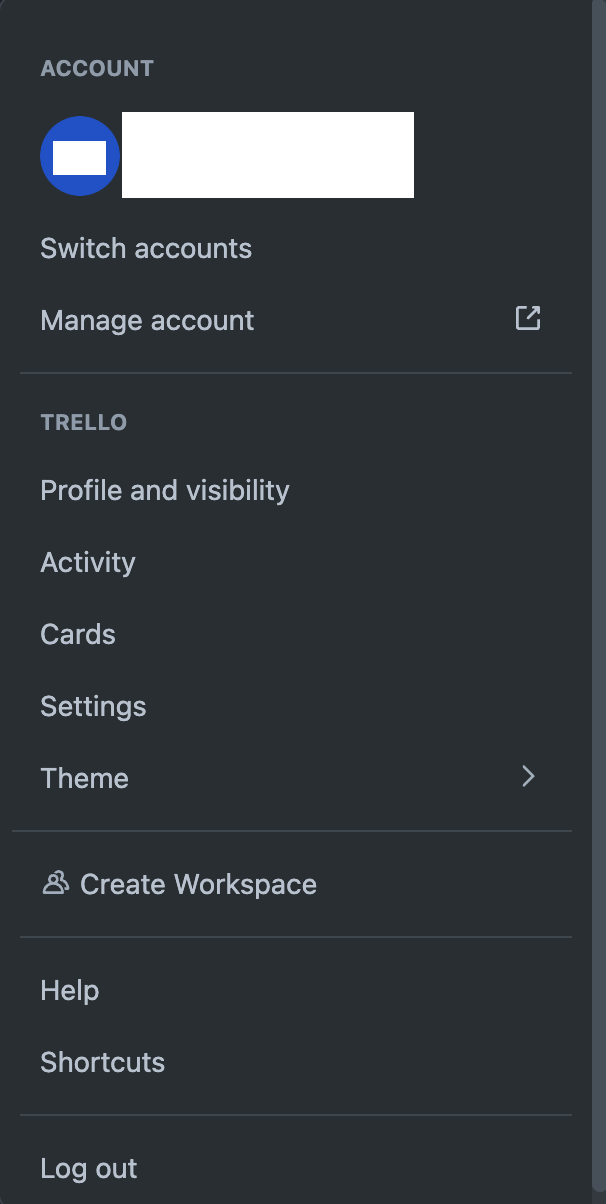 ACCOUNT
Switch accounts
Manage account
TRELLO
Profile and visibility
Activity
Cards
Settings
Theme
Create Workspace
Help
Shortcuts
Log out